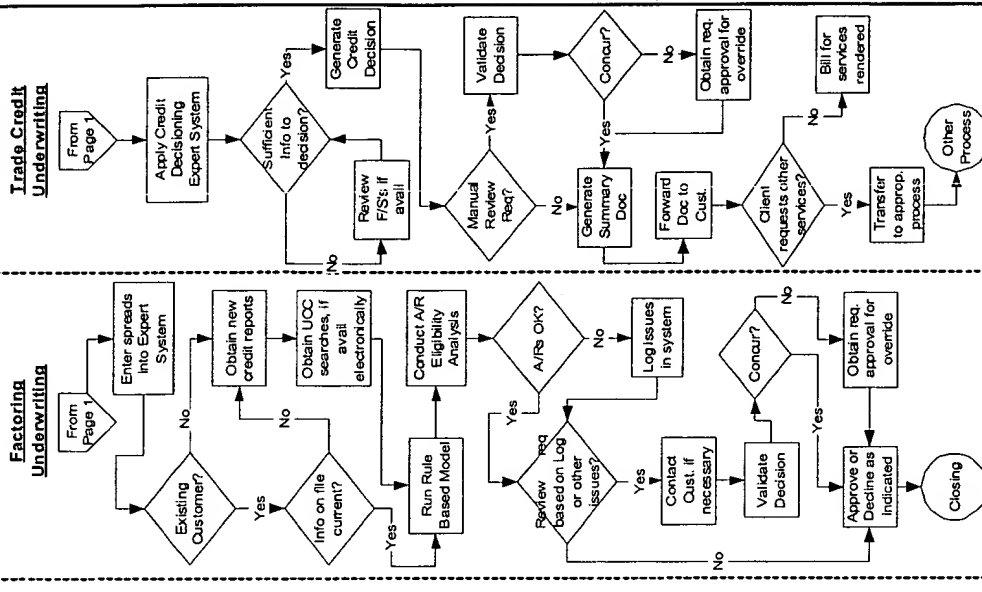 Factoring
Underwriting
From
Page 1
Enter spreads
into Expert
System
Existing
Customer?
No
Yes
Obtain new
credit reports
Info on file
current?
No
Yes
Obtain UCC
searches, if
avail
electronically
Run Rule
Based Model
Conduct A/R
Eligibility
Analysis
A/Rs OK?
Yes
No
Log issues
in system
Review req
based on Log
or other
issues?
Yes
No
Contact
Cust. if
necessary
Validate
Decision
Concur?
No
Yes
Obtain req.
approval for
override
Approve or
Decline as
Indicated
Closing
Trade Credit
Underwriting
From
Page 1
Apply Credit
Decisioning
Expert System
Sufficient
Info to
decision?
Yes
No
Generate
Credit
Decision
Review
F/S's if
avail
Manual
Review
Req?
Yes
No
Validate
Decision
Concur?
No
Yes
Obtain req.
approval for
override
Generate
Summary
Doc
Forward
Doc to
Cust.
Client
requests other
services?
No
Yes
Bill for
services
rendered
Transfer
to approp.
process
Other
Process